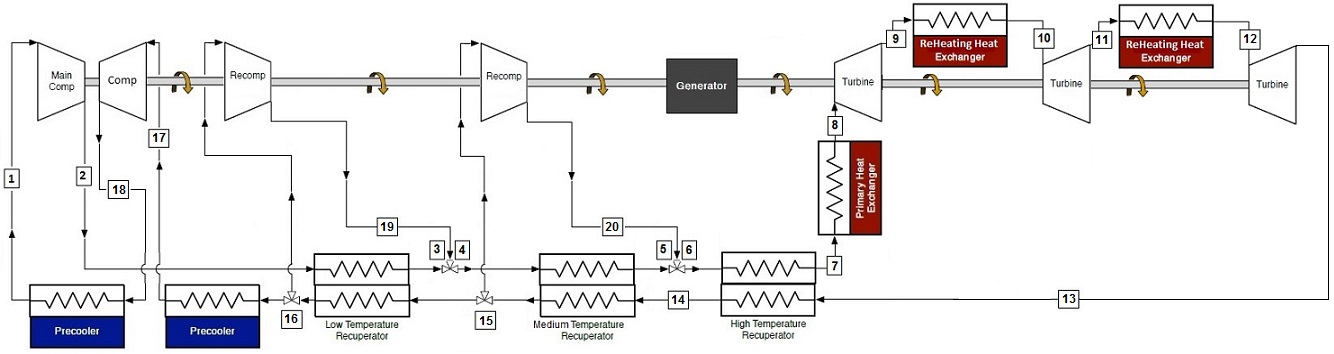 9
ReHeating Heat
Exchanger
10
11
ReHeating Heat
Exchanger
12
Main
Comp
Comp
Recomp
Recomp
Generator
Turbine
Turbine
Turbine
17
8
Primary Heat
Exchanger
1
2
18
19
3
4
20
5
6
7
Precooler
Precooler
16
Low Temperature
Recuperator
15
Medium Temperature
Recuperator
14
High Temperature
Recuperator
13